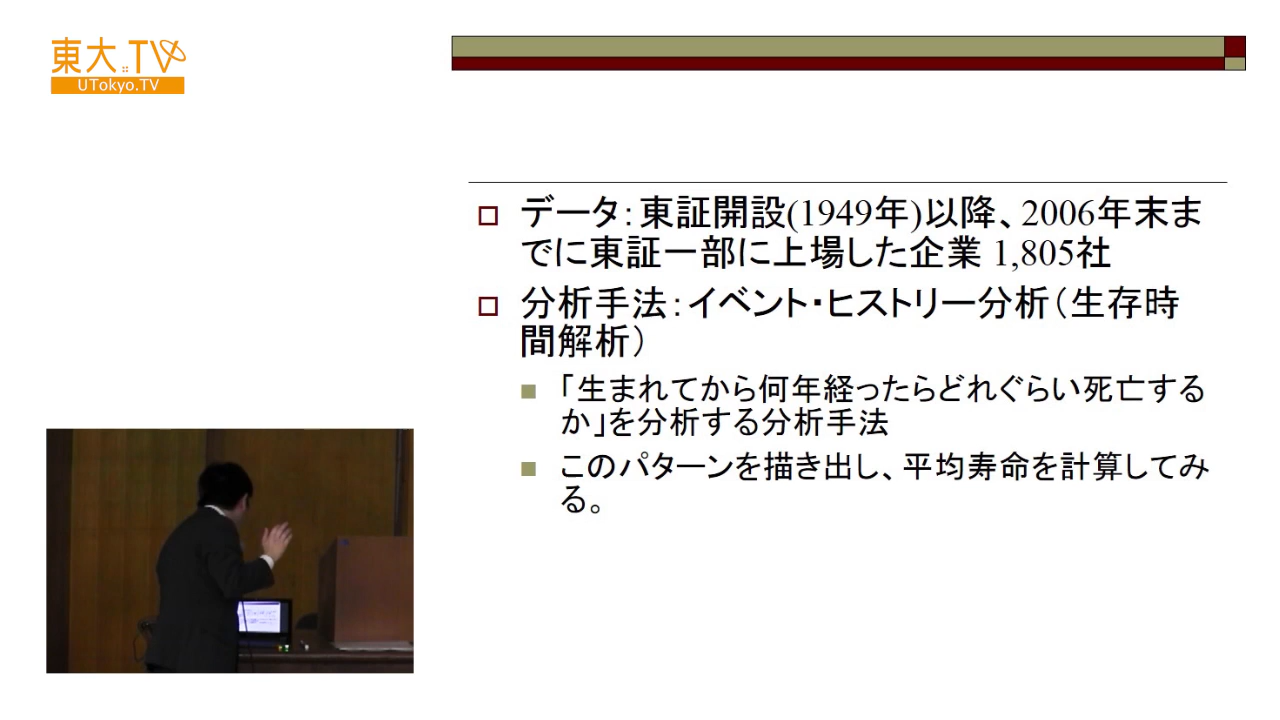 東大.TV
UTokyo.TV
データ：東証開設(1949年)以降、2006年末ま
でに東証一部に上場した企業 1,805社
分析手法：イベント・ヒストリー分析（生存時
間解析）
「生まれてから何年経ったらどれぐらい死亡する
か」を分析する分析手法
このパターンを描き出し、平均寿命を計算してみ
る。